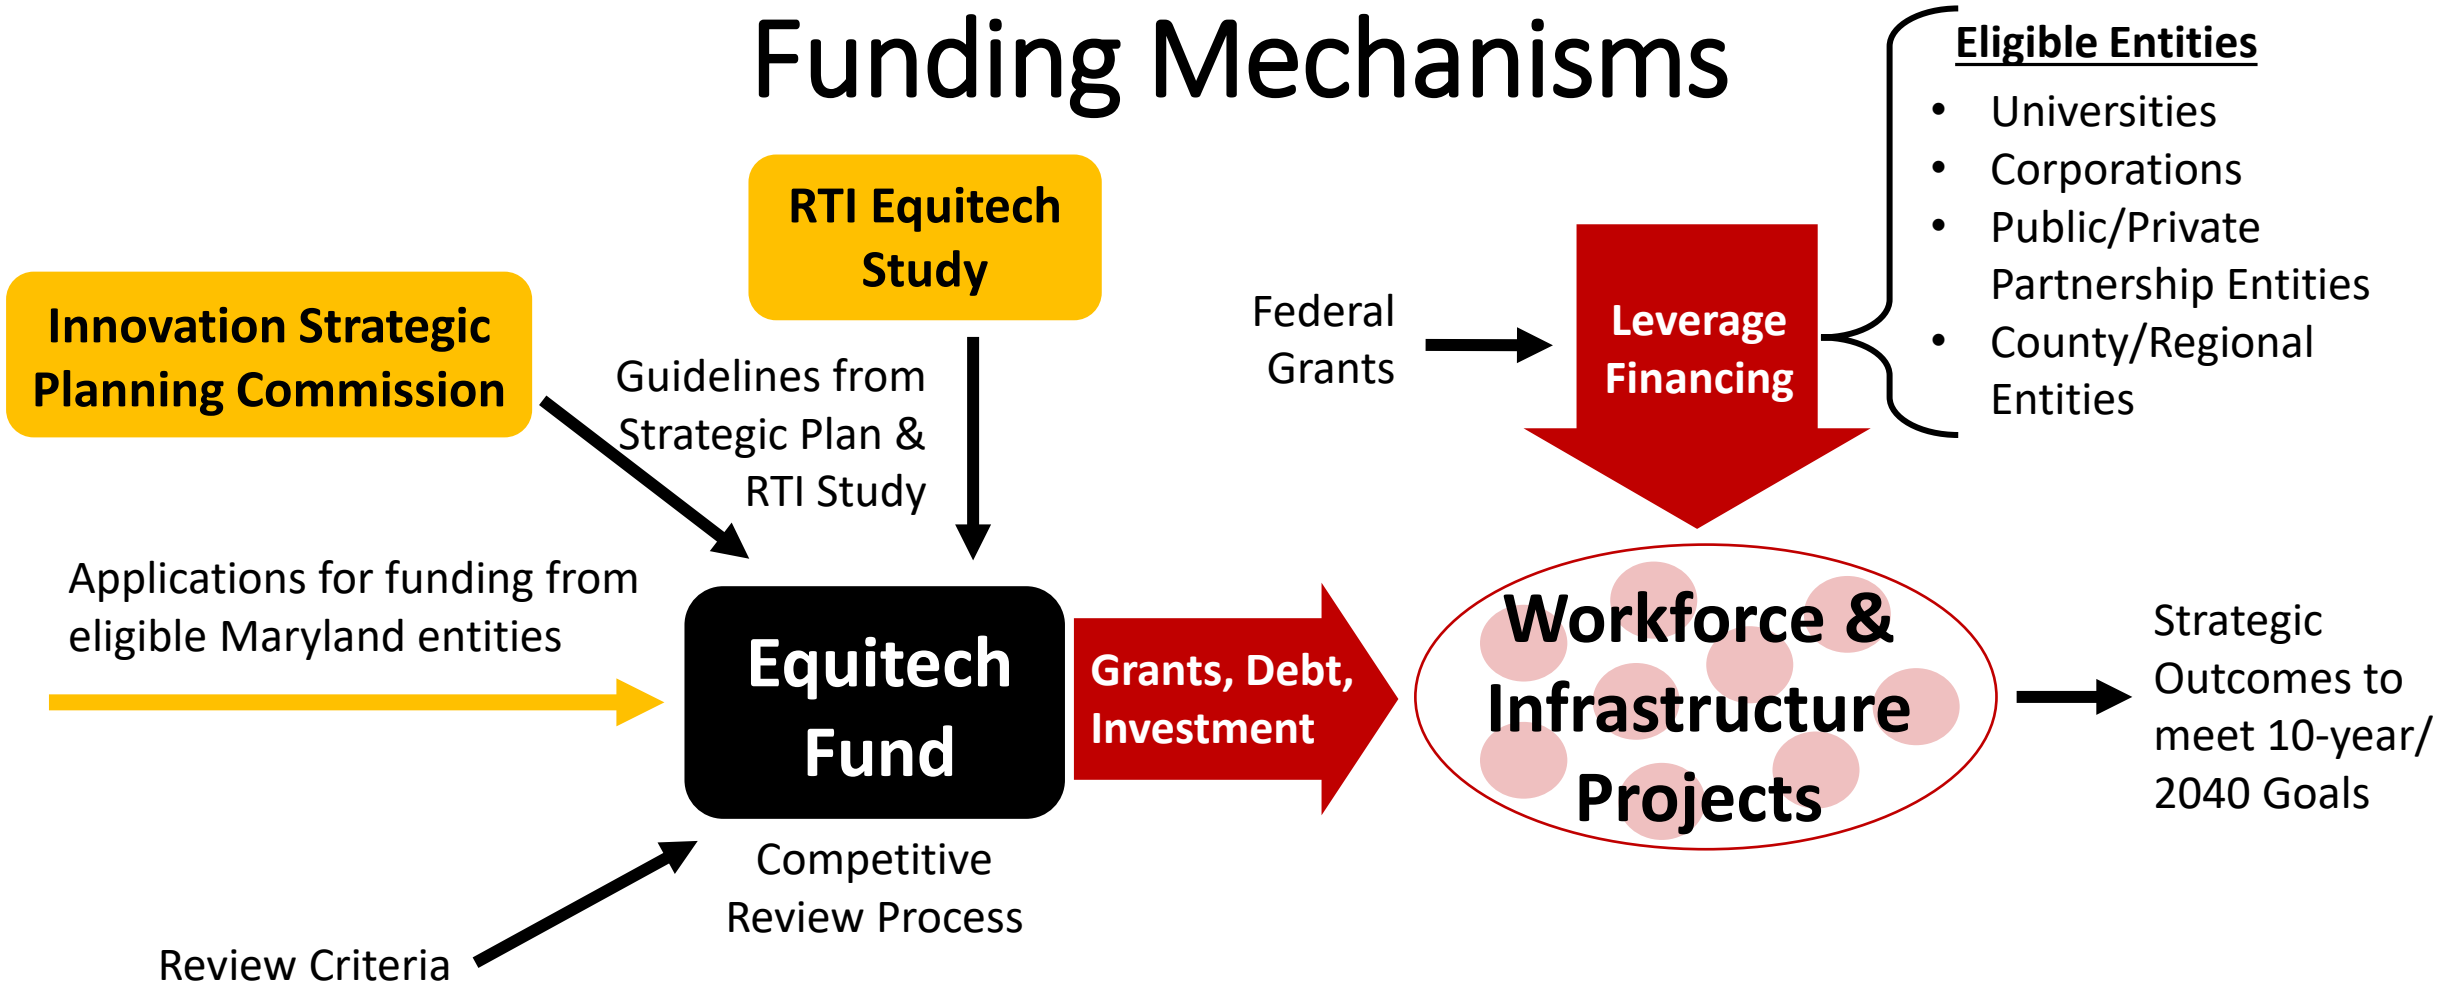 Funding Mechanisms
Eligible Entities
• Universities
• Corporations
• Public/Private
Partnership Entities
• County/Regional
Entities
RTI Equitech
Study
Innovation Strategic
Planning Commission
Guidelines from
Strategic Plan &
RTI Study
Federal
Grants
Leverage
Financing
Applications for funding from
eligible Maryland entities
Equitech
Fund
Grants, Debt,
Investment
Workforce &
Infrastructure
Projects
Strategic
Outcomes to
meet 10-year/
2040 Goals
Competitive
Review Process
Review Criteria